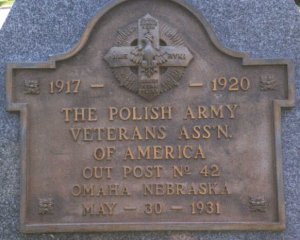 1917 - - 1920
THE POLISH ARMY
VETERANS ASS'N.
OF AMERICA
OUT POST Nº 42
OMAHA NEBRASKA
MAY - 30 - 1931